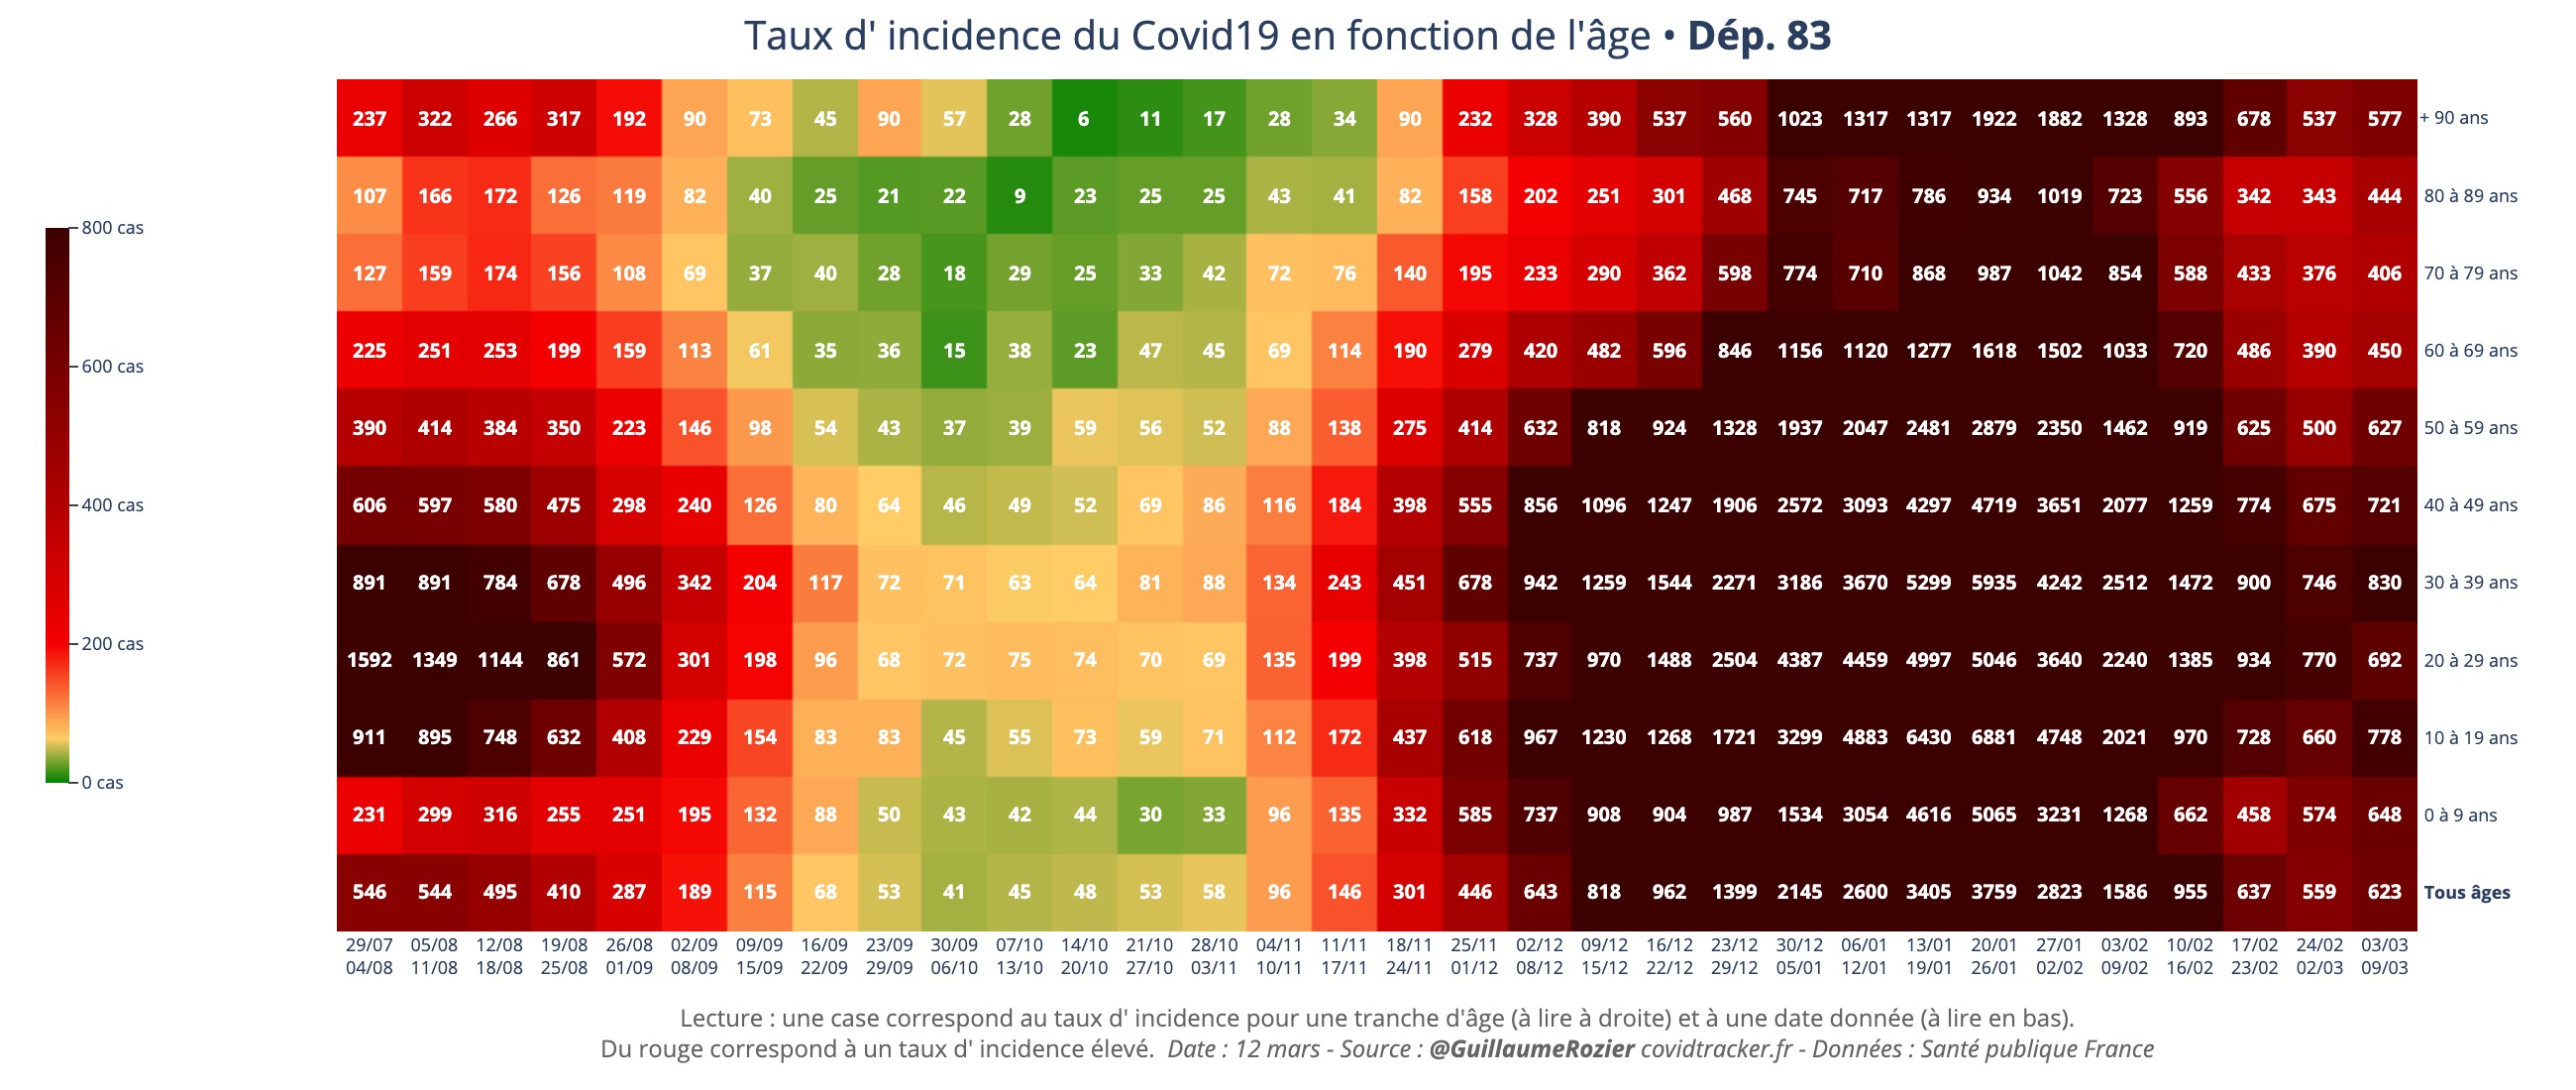 Taux d' incidence du Covid19 en fonction de l'âge • Dép. 83
237 322 266 317 192 90 73 45 90 57 28 6 11 17 28 34 90 232 328 390 537 560 1023 1317 1317 1922 1882 1328 893 678 537 577 + 90 ans
107 166 172 126 119 82 40 25 21 22 9 23 25 25 43 41 82 158 202 251 301 468 745 717 786 934 1019 723 556 342 343 444 80 à 89 ans
800 cas
127 159 174 156 108 69 37 40 28 18 29 25 33 42 72 76 140 195 233 290 362 598 774 710 868 987 1042 854 588 433 376 406 70 à 79 ans
225 251 253 199 159 113 61 35 36 15 38 23 47 45 69 114 190 279 420 482 596 846 1156 1120 1277 1618 1502 1033 720 486 390 450 60 à 69 ans
600 cas
390 414 384 350 223 146 98 54 43 37 39 59 56 52 88 138 275 414 632 818 924 1328 1937 2047 2481 2879 2350 1462 919 625 500 627 50 à 59 ans
400 cas
606 597 580 475 298 240 126 80 64 46 49 52 69 86 116 184 398 555 856 1096 1247 1906 2572 3093 4297 4719 3651 2077 1259 774 675 721 40 à 49 ans
891 891 784 678 496 342 204 117 72 71 63 64 81 88 134 243 451 678 942 1259 1544 2271 3186 3670 5299 5935 4242 2512 1472 900 746 830 30 à 39 ans
200 cas
1592 1349 1144 861 572 301 198 96 68 72 75 74 70 69 135 199 398 515 737 970 1488 2504 4387 4459 4997 5046 3640 2240 1385 934 770 692 20 à 29 ans
911 895 748 632 408 229 154 83 83 45 55 73 59 71 112 172 437 618 967 1230 1268 1721 3299 4883 6430 6881 4748 2021 970 728 660 778 10 à 19 ans
0 cas
231 299 316 255 251 195 132 88 50 43 42 44 30 33 96 135 332 585 737 908 904 987 1534 3054 4616 5065 3231 1268 662 458 574 648 0 à 9 ans
546 544 495 410 287 189 115 68 53 41 45 48 53 58 96 146 301 446 643 818 962 1399 2145 2600 3405 3759 2823 1586 955 637 559 623 Tous âges
29/07 05/08 12/08 19/08 26/08 02/09 09/09 16/09 23/09 30/09 07/10 14/10 21/10 28/10 04/11 11/11 18/11 25/11 02/12 09/12 16/12 23/12 30/12 06/01 13/01 20/01 27/01 03/02 10/02 17/02 24/02 03/03
04/08 11/08 18/08 25/08 01/09 08/09 15/09 22/09 29/09 06/10 13/10 20/10 27/10 03/11 10/11 17/11 24/11 01/12 08/12 15/12 22/12 29/12 05/01 12/01 19/01 26/01 02/02 09/02 16/02 23/02 02/03 09/03
Lecture : une case correspond au taux d' incidence pour une tranche d'âge (à lire à droite) et à une date donnée (à lire en bas).
Du rouge correspond à un taux d' incidence élevé. Date : 12 mars - Source : @GuillaumeRozier covidtracker.fr - Données : Santé publique France